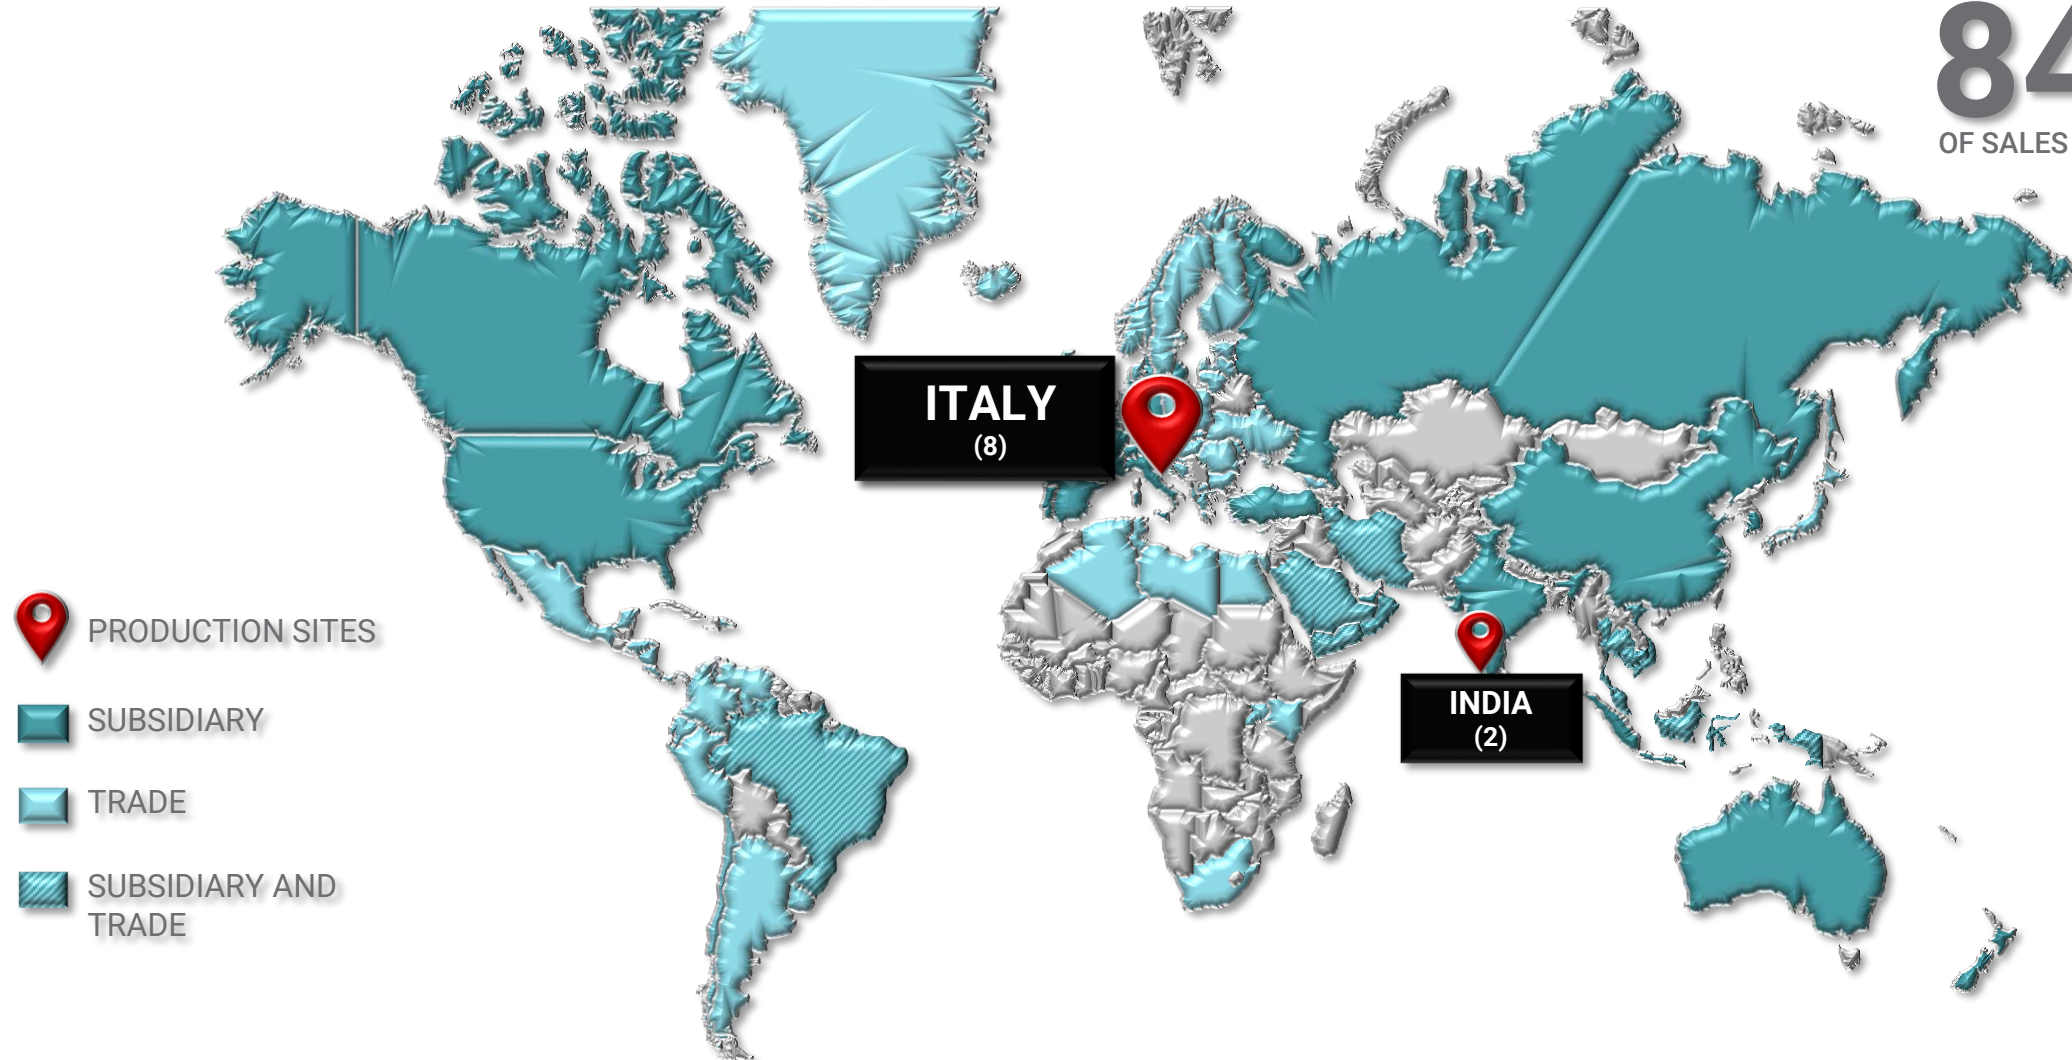 84
OF SALES
ITALY
(8)
PRODUCTION SITES
SUBSIDIARY
TRADE
SUBSIDIARY AND
TRADE
INDIA
(2)